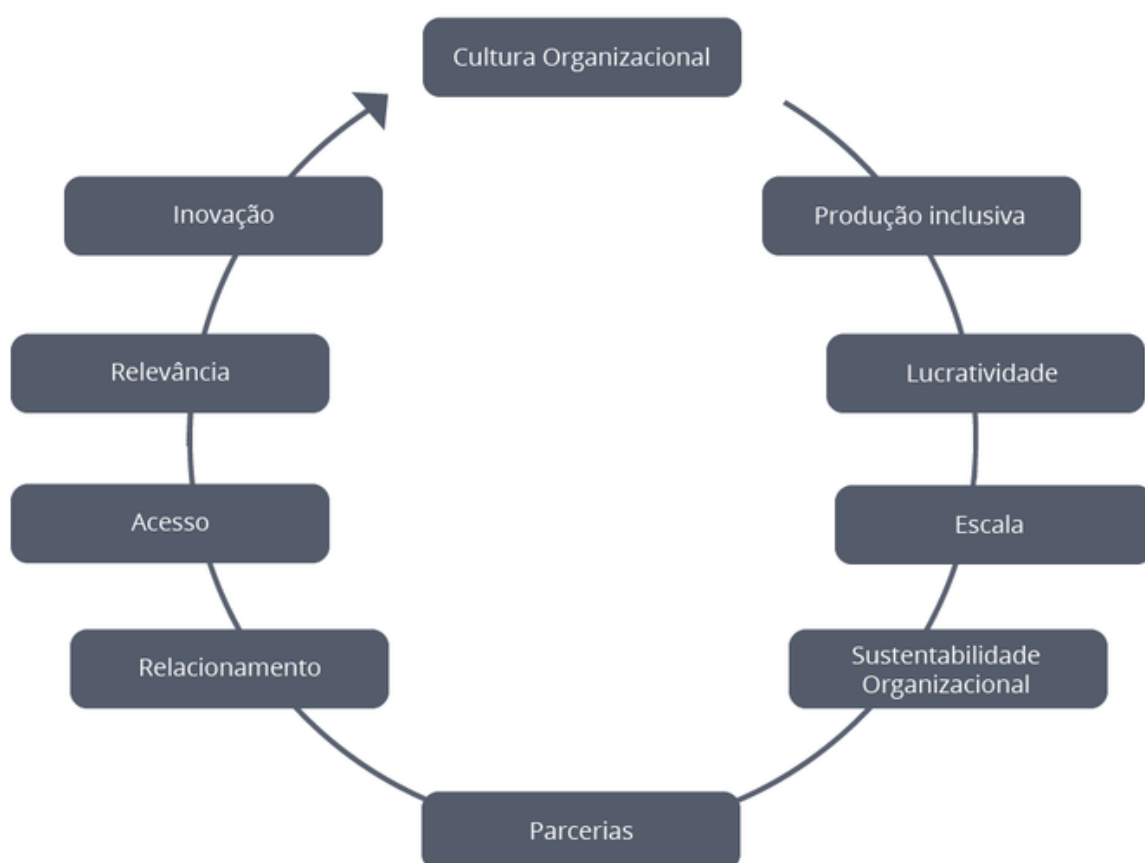 Cultura Organizacional
Produção inclusiva
Lucratividade
Escala
Sustentabilidade
Organizacional
Parcerias
Relacionamento
Acesso
Relevância
Inovação